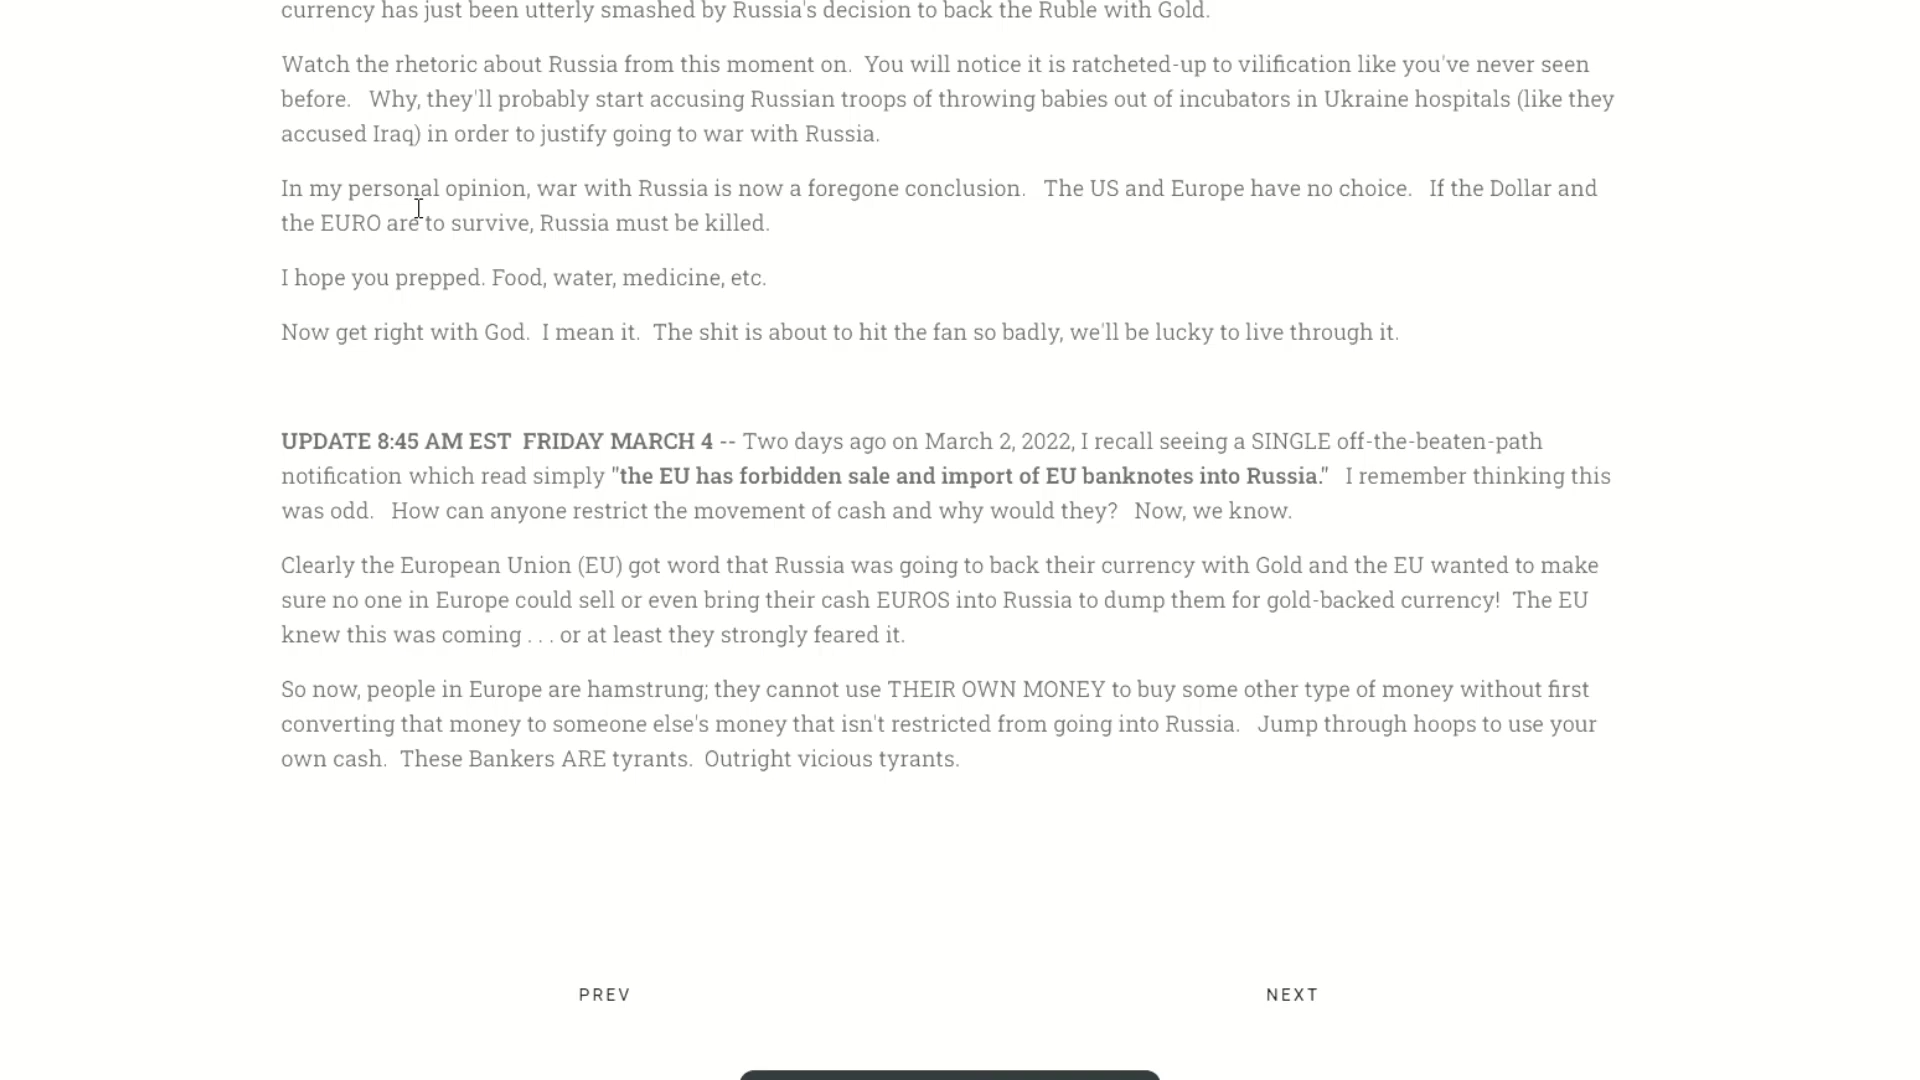 currency has just been utterly smashed by Russia's decision to back the Ruble with Gold.
Watch the rhetoric about Russia from this moment on. You will notice it is ratcheted-up to vilification like you've never seen
before. Why, they'll probably start accusing Russian troops of throwing babies out of incubators in Ukraine hospitals (like they
accused Iraq) in order to justify going to war with Russia.
In my personal opinion, war with Russia is now a foregone conclusion. The US and Europe have no choice. If the Dollar and
the EURO are to survive, Russia must be killed.
I hope you prepped. Food, water, medicine, etc.
Now get right with God. I mean it. The shit is about to hit the fan so badly, we'll be lucky to live through it.
UPDATE 8:45 AM EST FRIDAY MARCH 4 -- Two days ago on March 2, 2022, I recall seeing a SINGLE off-the-beaten-path
notification which read simply "the EU has forbidden sale and import of EU banknotes into Russia." I remember thinking this
was odd. How can anyone restrict the movement of cash and why would they? Now, we know.
Clearly the European Union (EU) got word that Russia was going to back their currency with Gold and the EU wanted to make
sure no one in Europe could sell or even bring their cash EUROS into Russia to dump them for gold-backed currency! The EU
knew this was coming . . . or at least they strongly feared it.
So now, people in Europe are hamstrung; they cannot use THEIR OWN MONEY to buy some other type of money without first
converting that money to someone else's money that isn't restricted from going into Russia. Jump through hoops to use your
own cash. These Bankers ARE tyrants. Outright vicious tyrants.
PREV
NEXT